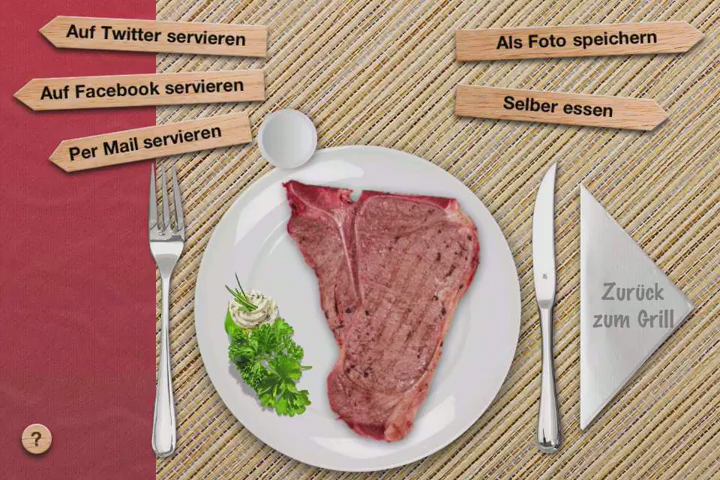 Auf Twitter servieren
Auf Facebook servieren
Per Mail servieren
Als Foto speichern
Selber essen
Zurück
zum Grill
?